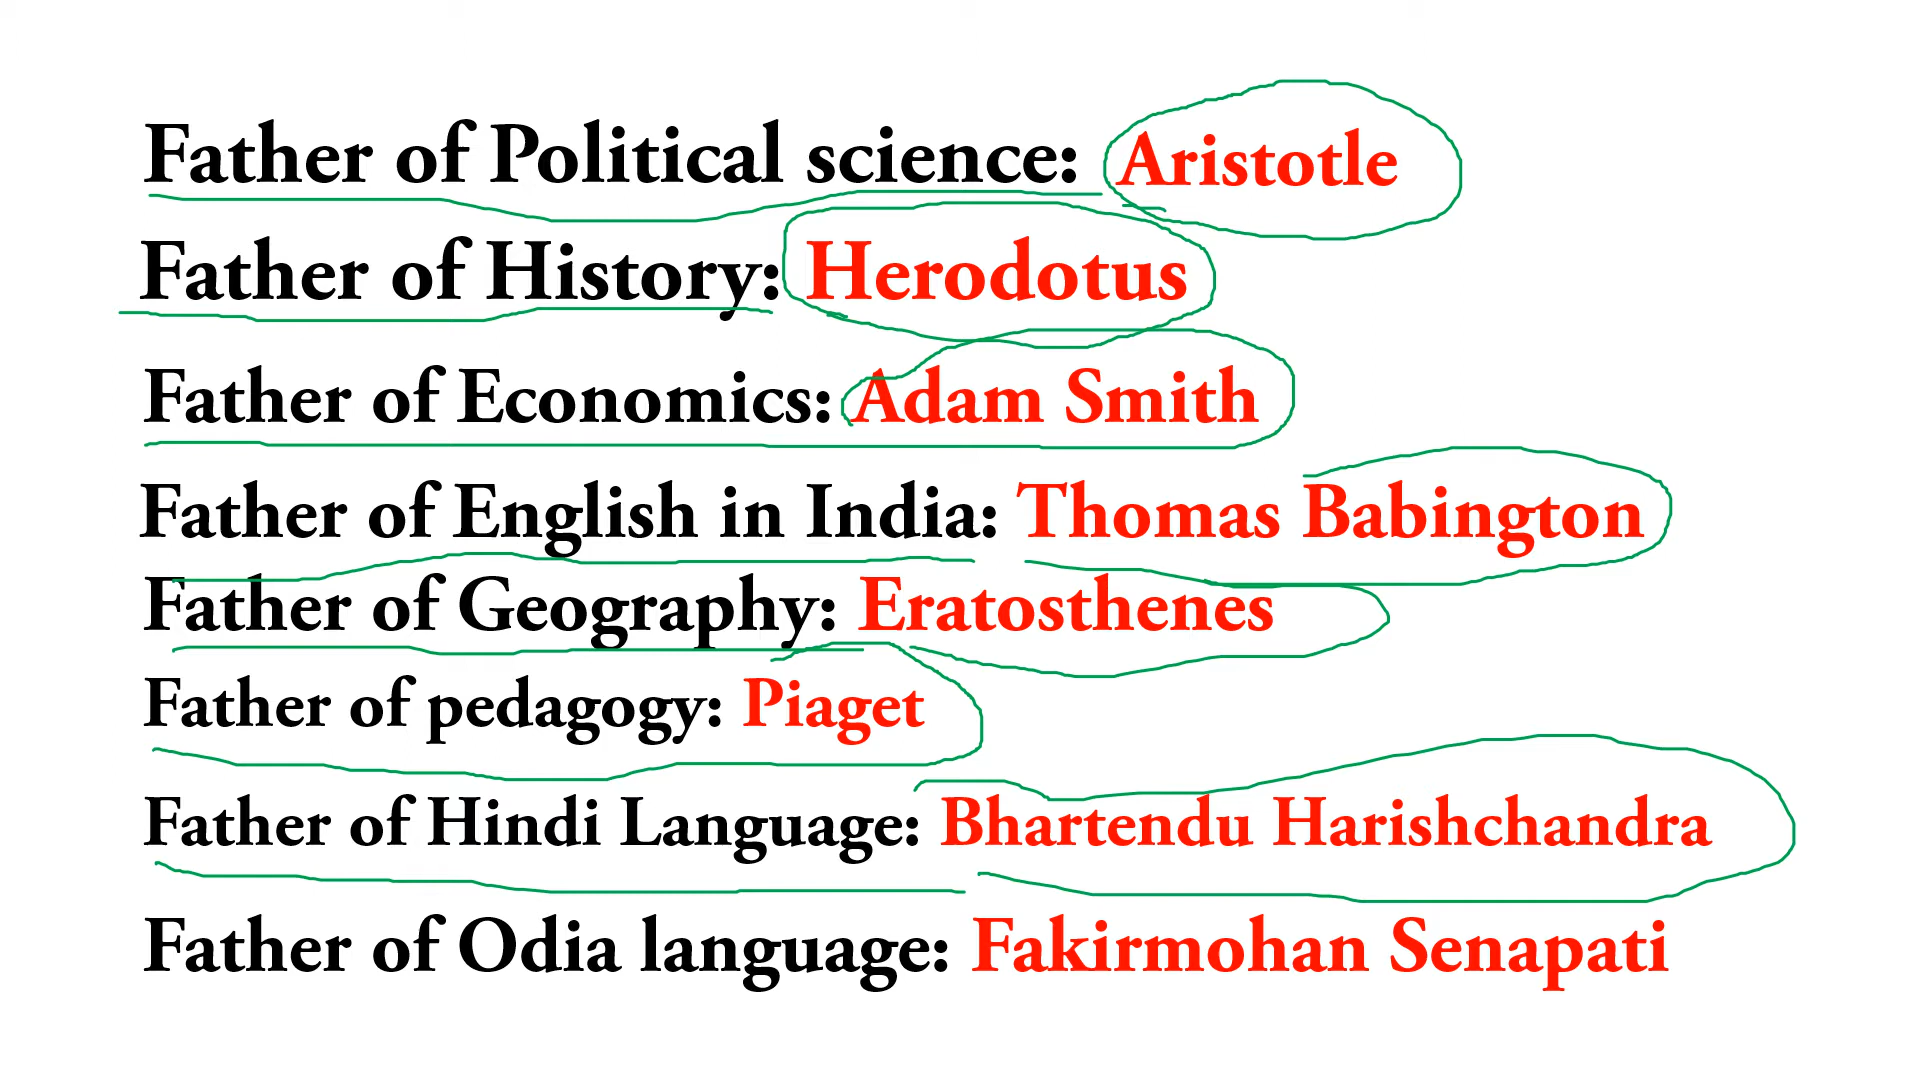 Father of Political science: Aristotle
Father of History: Herodotus
Father of Economics: Adam Smith
Father of English in India: Thomas Babington
Father of Geography: Eratosthenes
Father of pedagogy: Piaget
Father of Hindi Language: Bhartendu Harishchandra
Father of Odia language: Fakirmohan Senapati